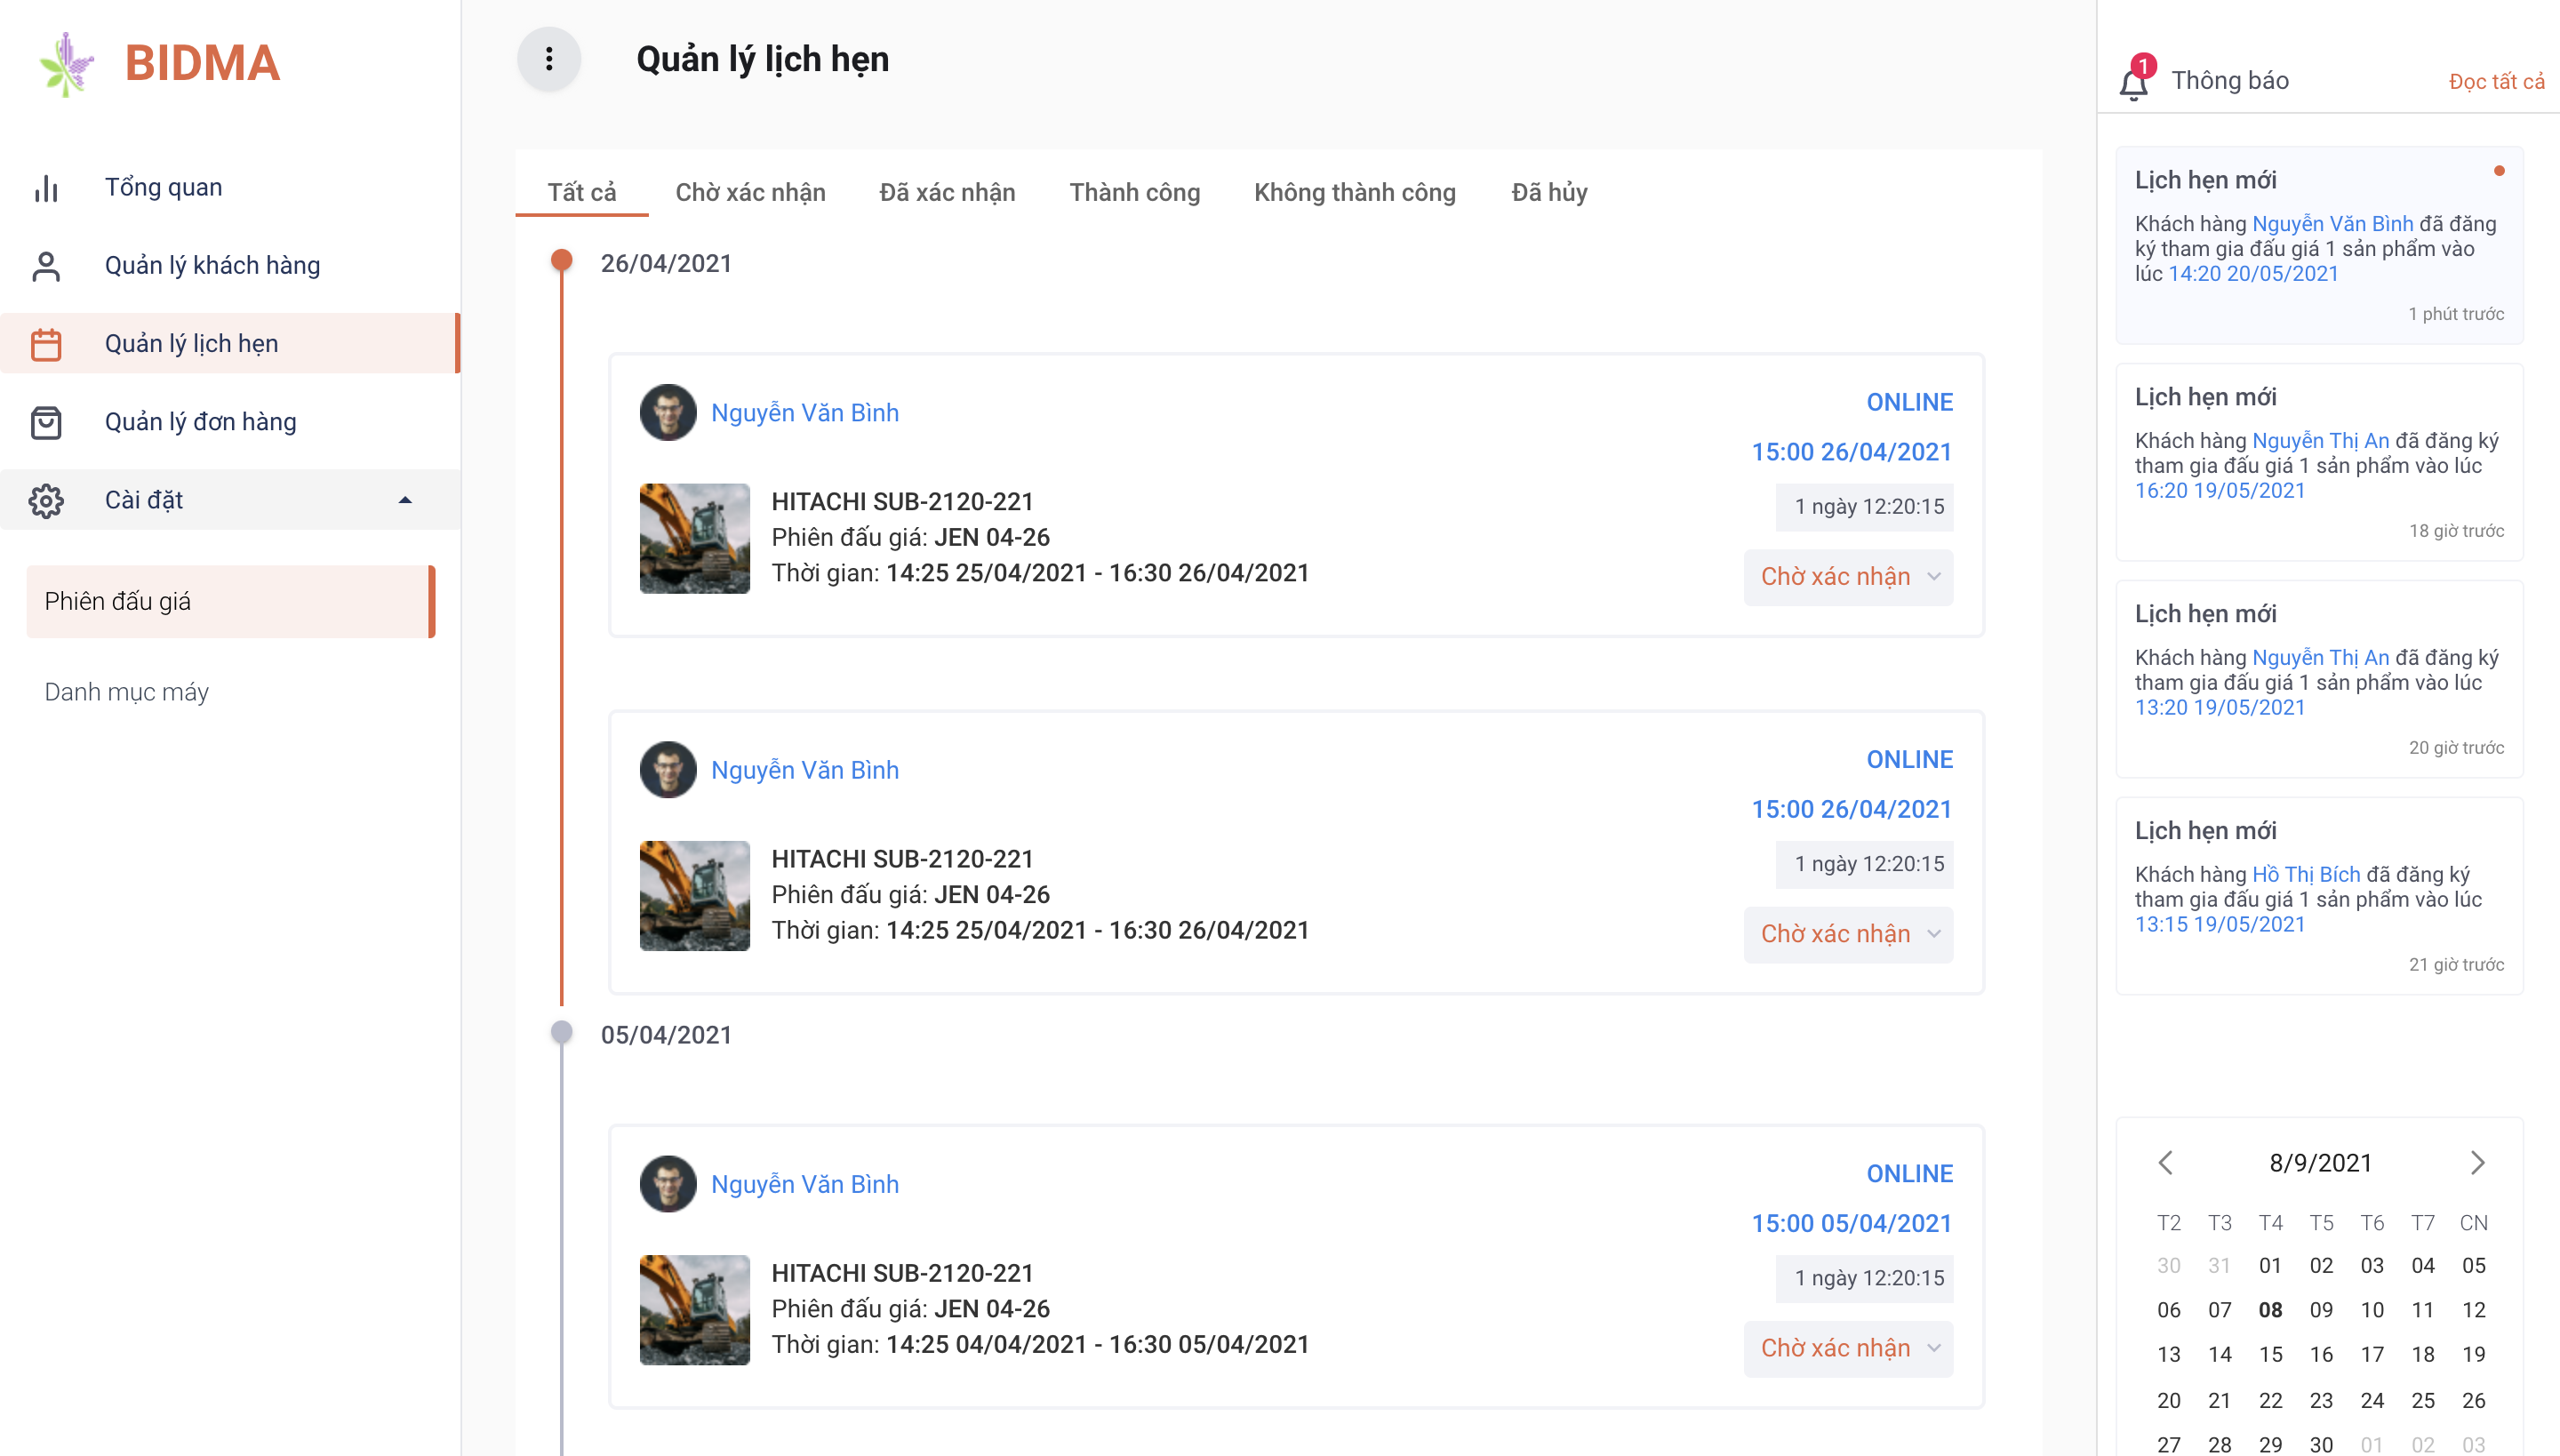 BIDMA
Tổng quan
Quản lý khách hàng
Quản lý lịch hẹn
Quản lý đơn hàng
Cài đặt
Phiên đấu giá
Danh mục máy
Quản lý lịch hẹn
Tất cả Chờ xác nhận Đã xác nhận Thành công Không thành công Đã hủy
26/04/2021
Nguyễn Văn Bình
ONLINE
15:00 26/04/2021
HITACHI SUB-2120-221
1 ngày 12:20:15
Phiên đấu giá: JEN 04-26
Thời gian: 14:25 25/04/2021 - 16:30 26/04/2021
Chờ xác nhận
Nguyễn Văn Bình
ONLINE
15:00 26/04/2021
HITACHI SUB-2120-221
1 ngày 12:20:15
Phiên đấu giá: JEN 04-26
Thời gian: 14:25 25/04/2021 - 16:30 26/04/2021
Chờ xác nhận
05/04/2021
Nguyễn Văn Bình
ONLINE
15:00 05/04/2021
HITACHI SUB-2120-221
1 ngày 12:20:15
Phiên đấu giá: JEN 04-26
Thời gian: 14:25 04/04/2021 - 16:30 05/04/2021
Chờ xác nhận
1
Thông báo Đọc tất cả
Lịch hẹn mới
Khách hàng Nguyễn Văn Bình đã đăng
ký tham gia đấu giá 1 sản phẩm vào
lúc 14:20 20/05/2021
1 phút trước
Lịch hẹn mới
Khách hàng Nguyễn Thị An đã đăng ký
tham gia đấu giá 1 sản phẩm vào lúc
16:20 19/05/2021
18 giờ trước
Lịch hẹn mới
Khách hàng Nguyễn Thị An đã đăng ký
tham gia đấu giá 1 sản phẩm vào lúc
13:20 19/05/2021
20 giờ trước
Lịch hẹn mới
Khách hàng Hồ Thị Bích đã đăng ký
tham gia đấu giá 1 sản phẩm vào lúc
13:15 19/05/2021
21 giờ trước
8/9/2021
T2 T3 T4 T5 T6 T7 CN
30 31 01 02 03 04 05
06 07 08 09 10 11 12
13 14 15 16 17 18 19
20 21 22 23 24 25 26
27 28 29 30 01 02 03